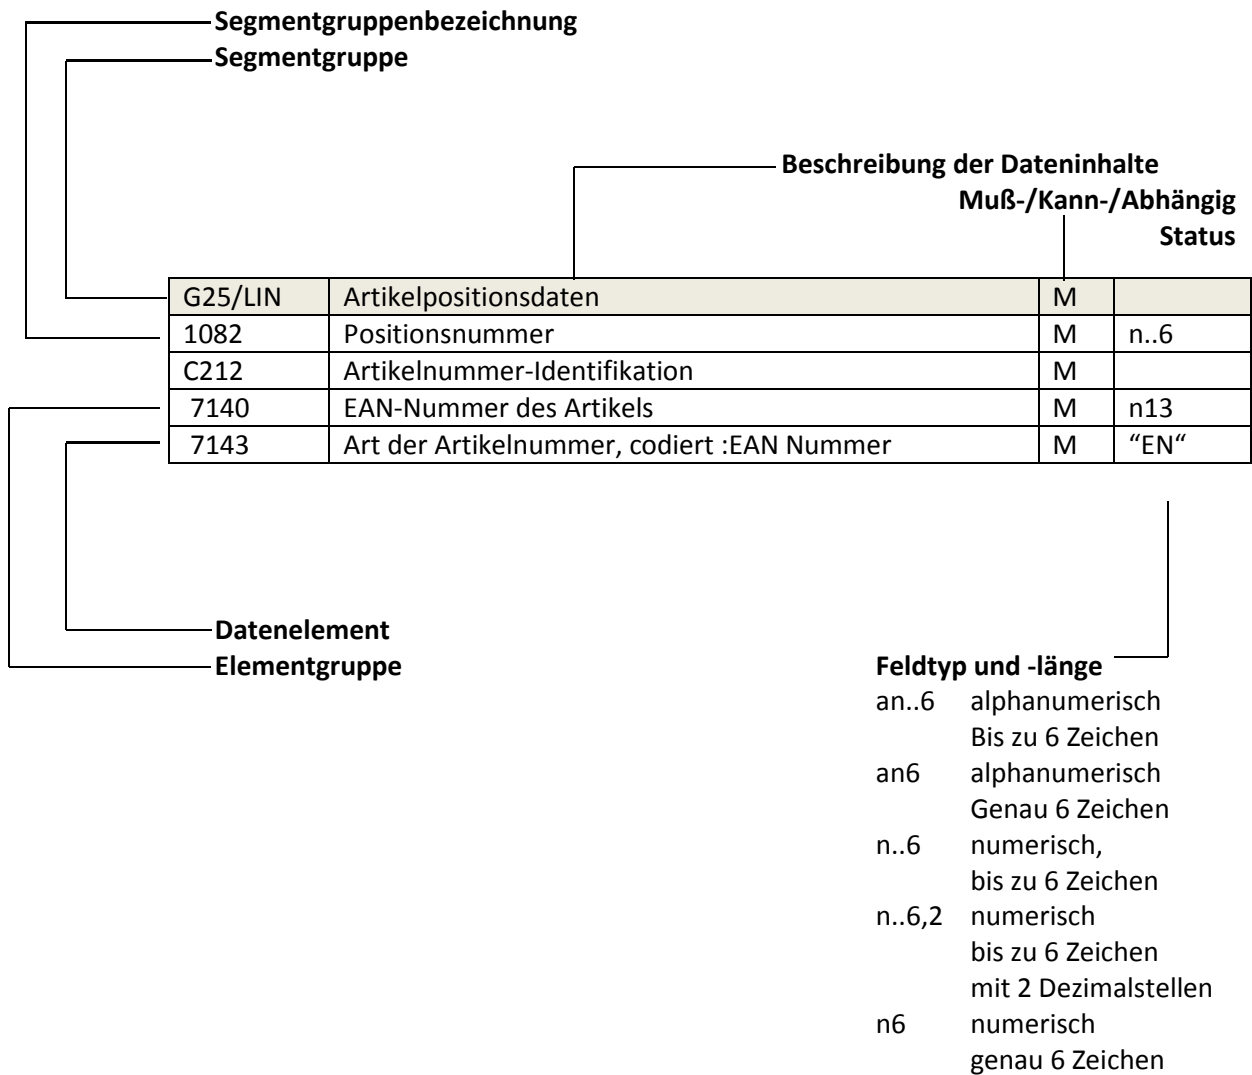 Segmentgruppenbezeichnung
Segmentgruppe
Beschreibung der Dateninhalte
Muß-/Kann-/Abhängig
Status
G25/LIN Artikelpositionsdaten M
1082 Positionsnummer M n..6
C212 Artikelnummer-Identifikation M
7140 EAN-Nummer des Artikels M n13
7143 Art der Artikelnummer, codiert :EAN Nummer M “EN“
Datenelement
Elementgruppe
Feldtyp und -länge
an..6 alphanumerisch
Bis zu 6 Zeichen
an6 alphanumerisch
Genau 6 Zeichen
n..6 numerisch,
bis zu 6 Zeichen
n..6,2 numerisch
bis zu 6 Zeichen
mit 2 Dezimalstellen
n6 numerisch
genau 6 Zeichen